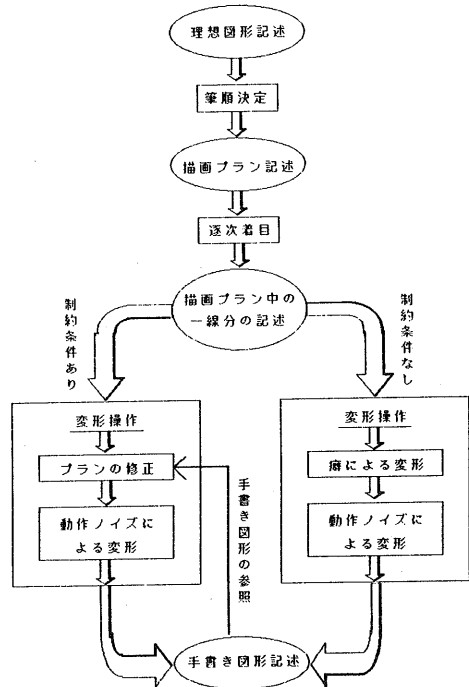 理想図形記述
筆順決定
描画プラン記述
逐次着目
描画プラン中の
一線分の記述
制約条件あり
制約条件なし
変形操作
プランの修正
動作ノイズに
よる変形
手書き図形の参照
変形操作
癖による変形
動作ノイズに
よる変形
手書き図形記述